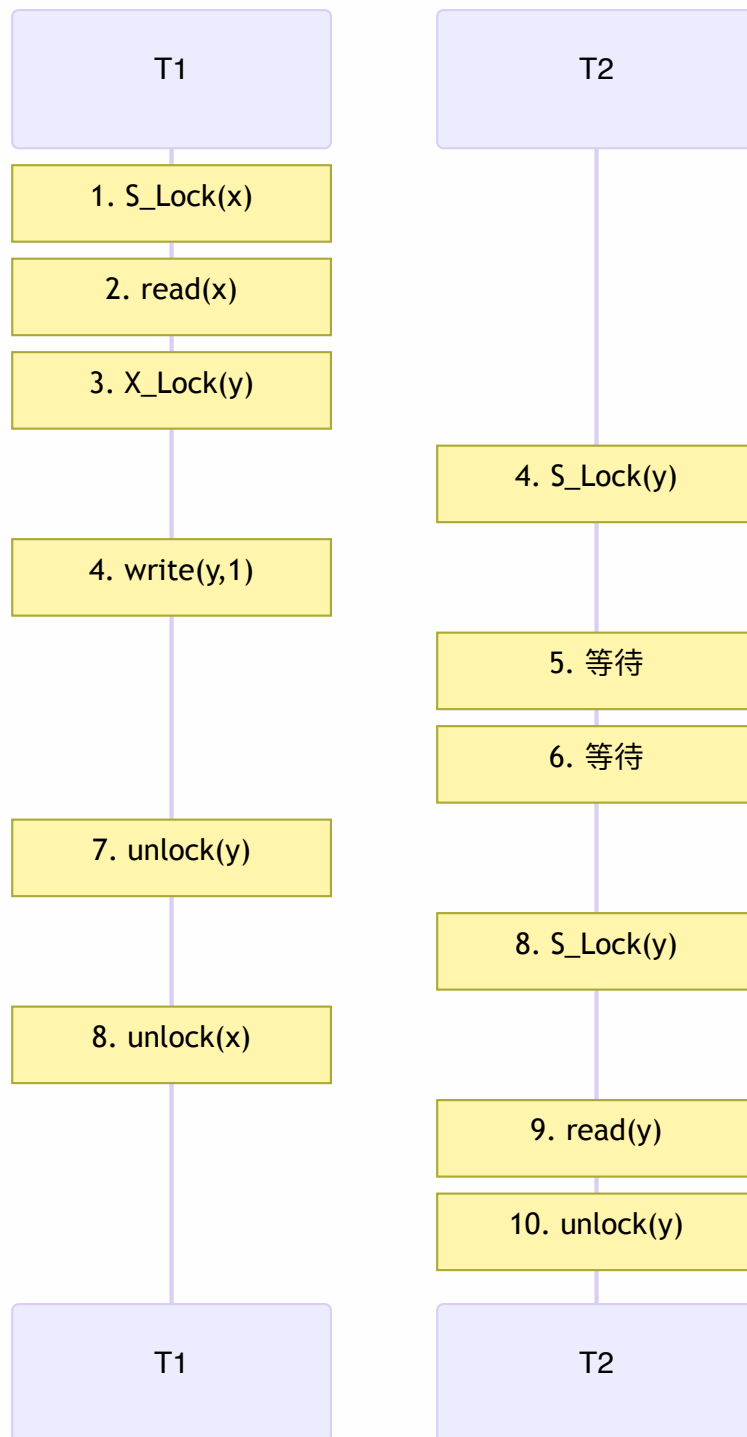 T1 T2
1. S_Lock(x)
2. read(x)
3. X_Lock(y)
4. S_Lock(y)
4. write(y,1)
5. 等待
6. 等待
7. unlock(y)
8. S_Lock(y)
8. unlock(x)
9. read(y)
10. unlock(y)
T1 T2